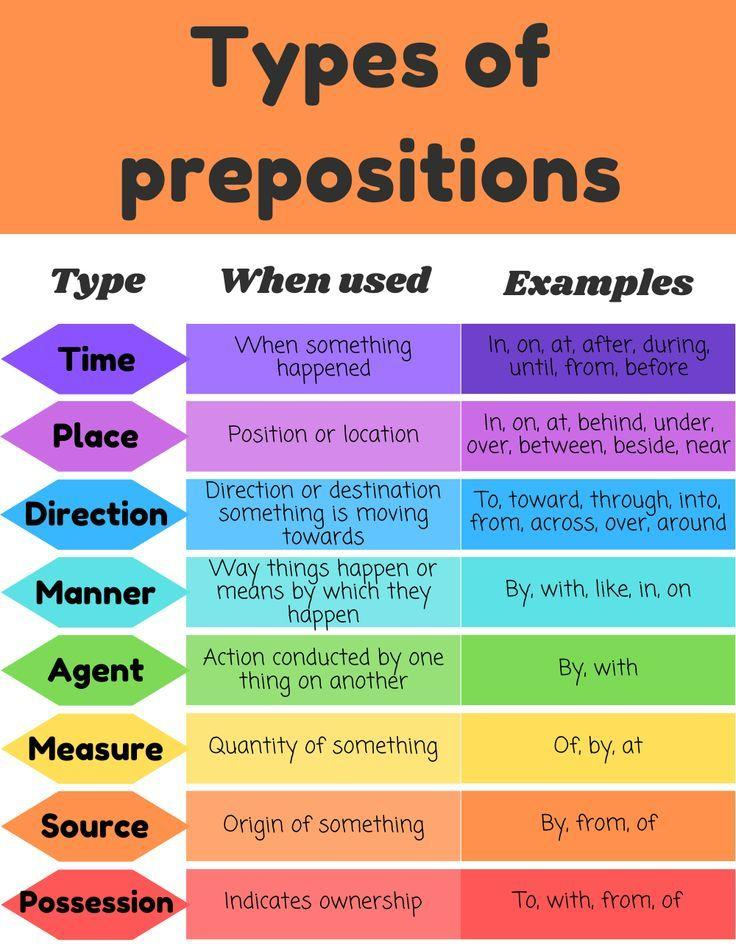 Types of
prepositions
Type When used Examples
Time
When something
happened
In, on, at, after, during,
until, from, before
Place
Position or location
In, on, at, behind, under,
over, between, beside, near
Direction
Direction or destination
something is moving
towards
To, toward, through, into,
from, across, over, around
Manner
Way things happen or
means by which they
happen
By, with, like, in, on
Agent
Action conducted by one
thing on another
By, with
Measure
Quantity of something
Of, by, at
Source
Origin of something
By, from, of
Possession
Indicates ownership
To, with, from, of